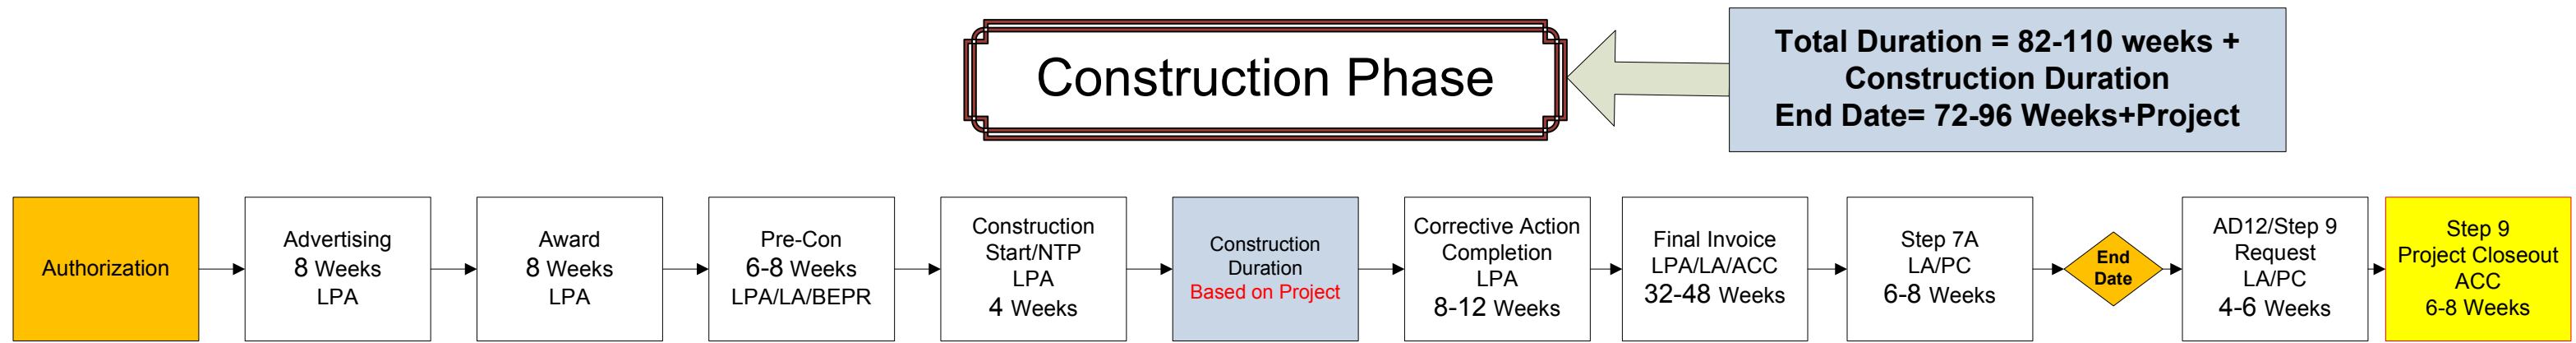 Construction Phase
Total Duration = 82-110 weeks +
Construction Duration
End Date= 72-96 Weeks+Project
Authorization
Advertising
8 Weeks
LPA
Award
8 Weeks
LPA
Pre-Con
6-8 Weeks
LPA/LA/BEPR
Construction
Start/NTP
LPA
4 Weeks
Construction
Duration
Based on Project
Corrective Action
Completion
LPA
8-12 Weeks
Final Invoice
LPA/LA/ACC
32-48 Weeks
Step 7A
LA/PC
6-8 Weeks
End
Date
AD12/Step 9
Request
LA/PC
4-6 Weeks
Step 9
Project Closeout
ACC
6-8 Weeks